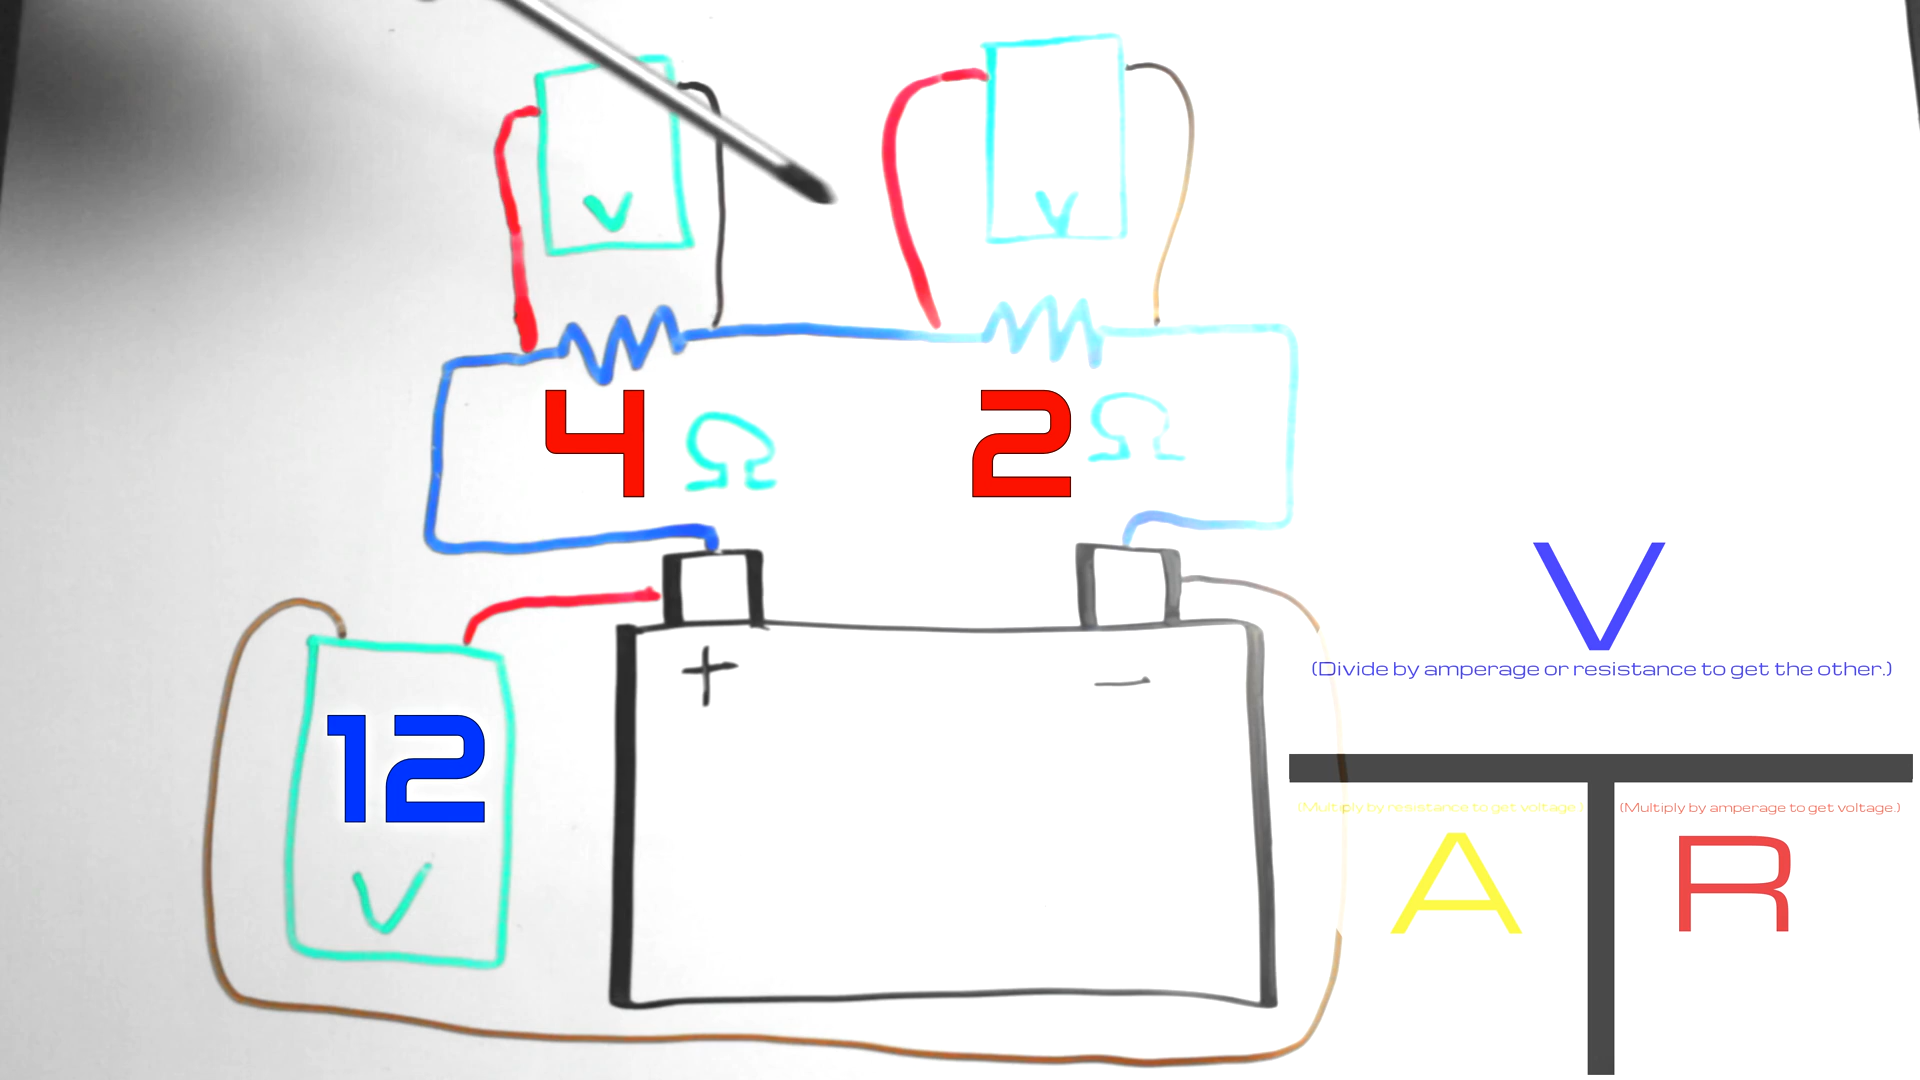 V
V
4 Ω
2 Ω
+
–
12
V
V
(Divide by amperage or resistance to get the other.)
(Multiply by resistance to get voltage.)
(Multiply by amperage to get voltage.)
A
R